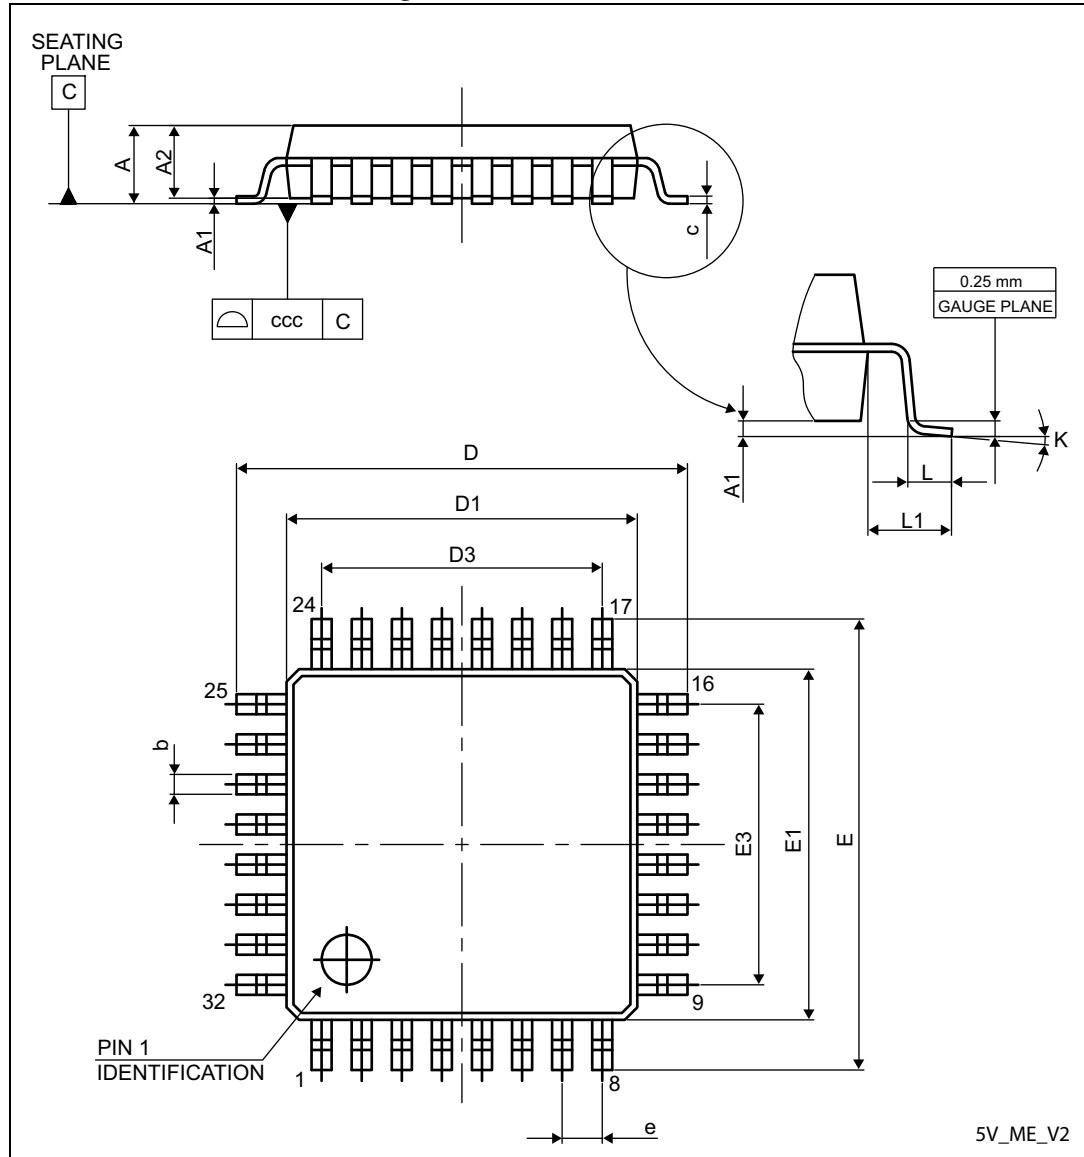 SEATING
PLANE
C
A
A2
A1
c
ccc
C
0.25 mm
GAUGE PLANE
K
A1
L
L1
D
D1
D3
24
17
25
16
b
E3
E1
E
32
9
PIN 1
IDENTIFICATION
1
8
e
5V_ME_V2